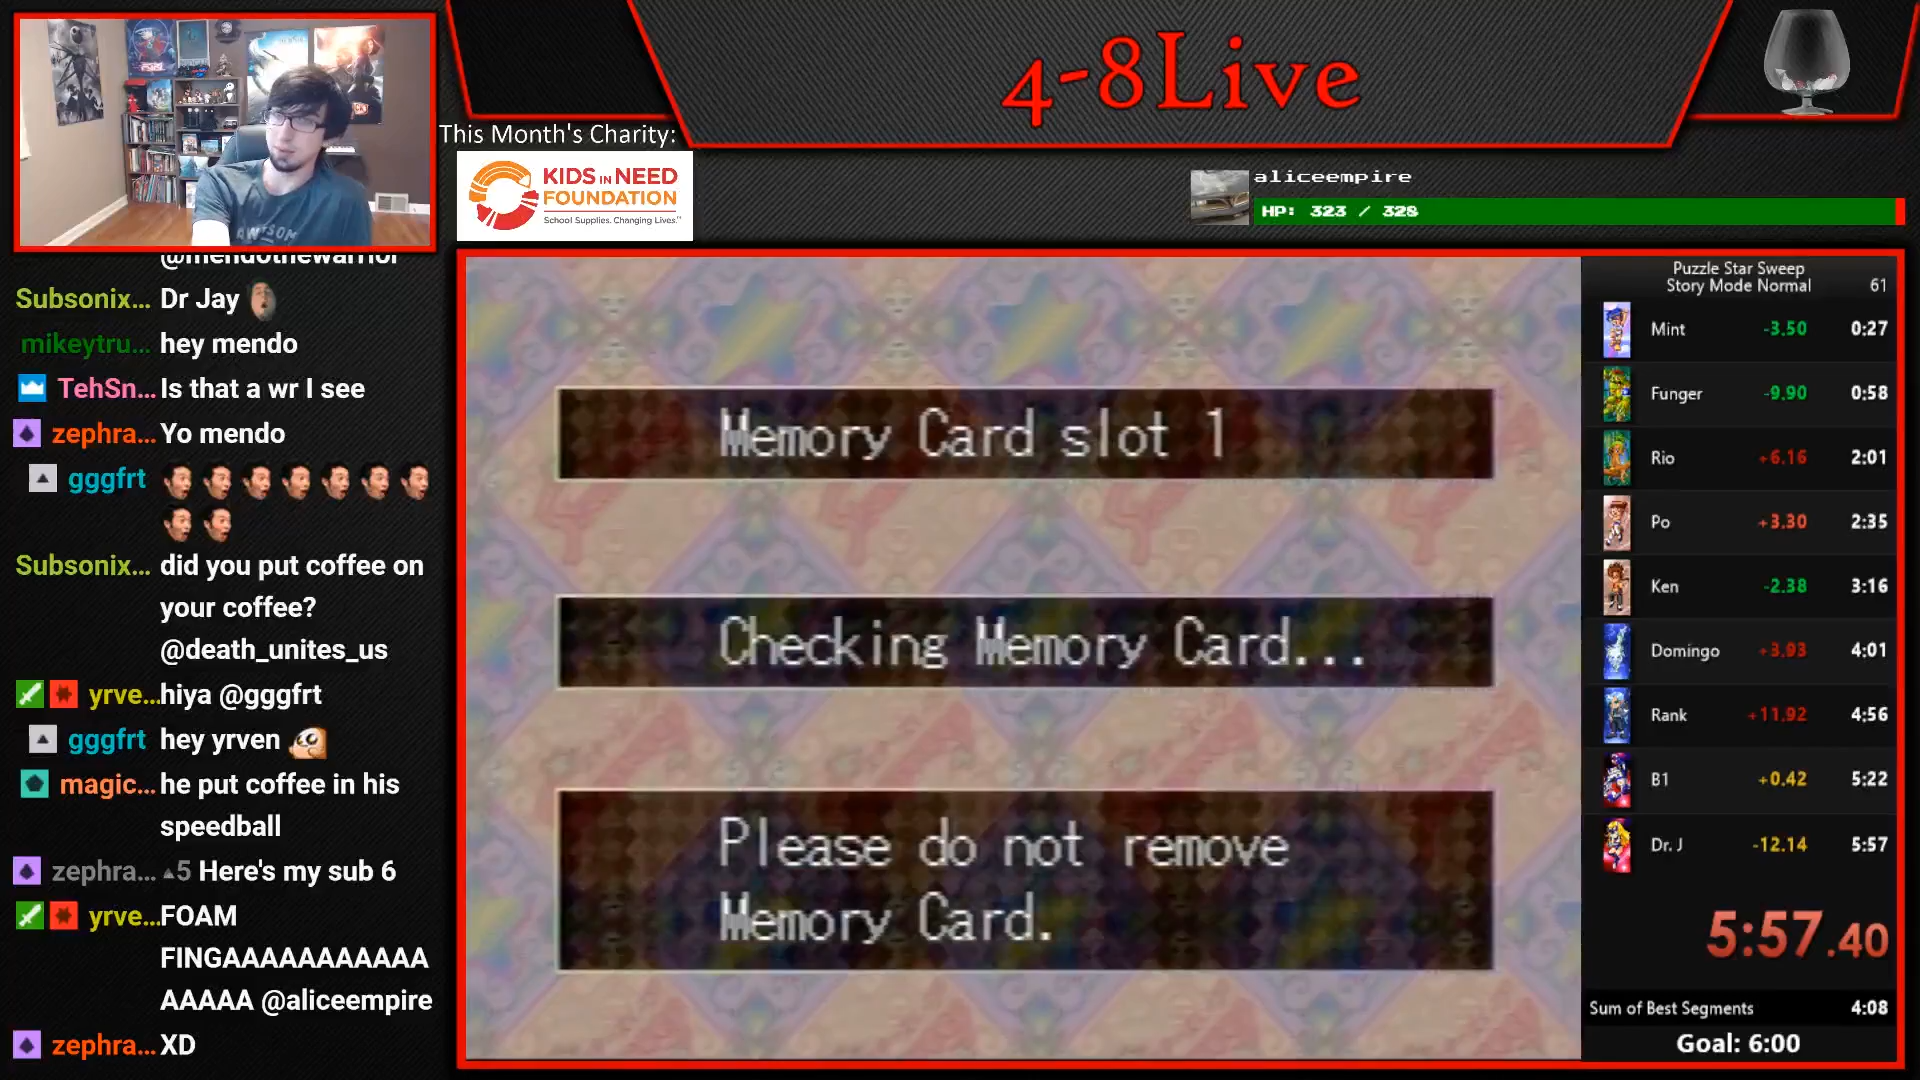 4-8Live
This Month's Charity:
KIDS IN NEED
FOUNDATION
School Supplies. Changing Lives.
aliceempire
HP: 323 / 328
@mendothewarrior
Subsonix... Dr Jay
mikeytru... hey mendo
TehSn... Is that a wr I see
zephra... Yo mendo
gggfrt
Subsonix... did you put coffee on
your coffee?
@death_unites_us
yrve... hiya @gggfrt
gggfrt hey yrven
magic... he put coffee in his
speedball
zephra... 5 Here's my sub 6
yrve... FOAM
FINGAAAAAAAAAAA
AAAAA @aliceempire
zephra... XD
Memory Card slot 1
Checking Memory Card...
Please do not remove
Memory Card.
Puzzle Star Sweep
Story Mode Normal 61
Mint -3.50 0:27
Funger -9.90 0:58
Rio +6.16 2:01
Po +3.30 2:35
Ken -2.38 3:16
Domingo +3.93 4:01
Rank +11.92 4:56
B1 +0.42 5:22
Dr. J -12.14 5:57
5:57.40
Sum of Best Segments 4:08
Goal: 6:00